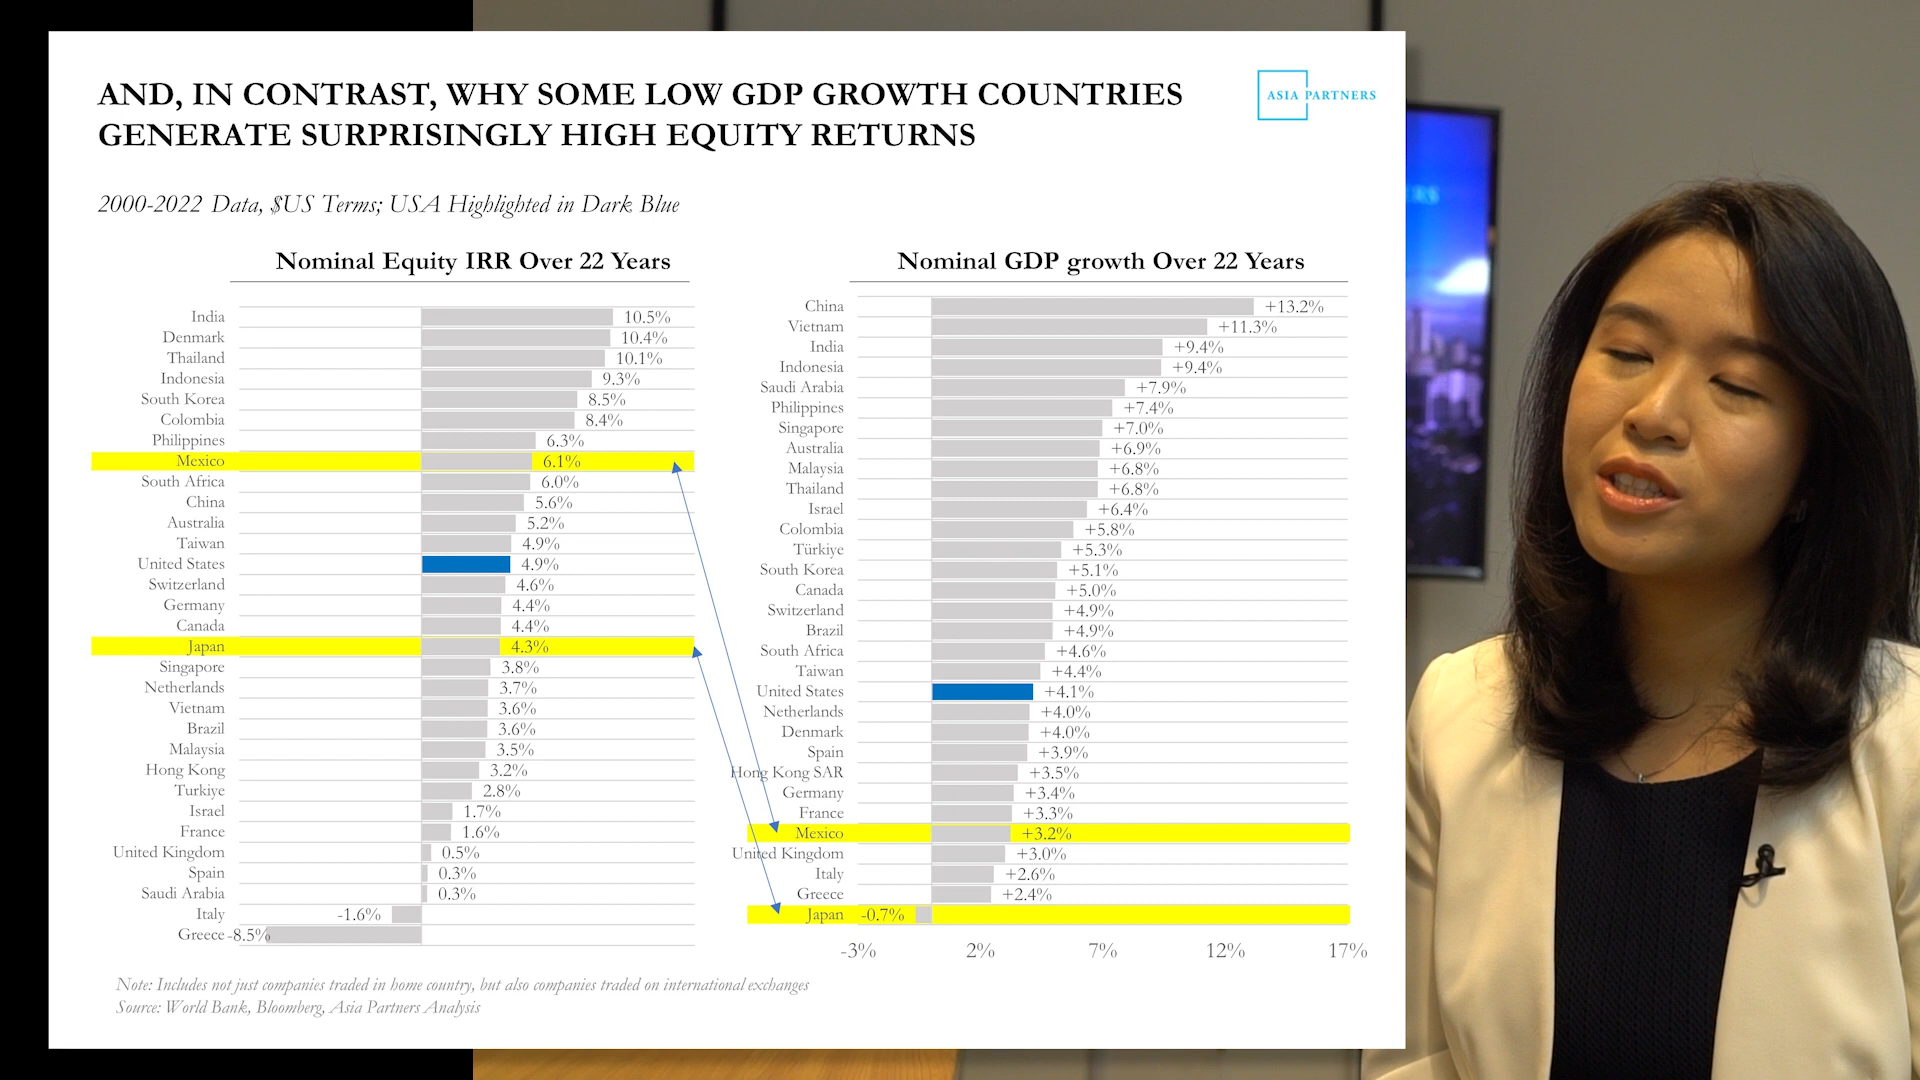 AND, IN CONTRAST, WHY SOME LOW GDP GROWTH COUNTRIES
GENERATE SURPRISINGLY HIGH EQUITY RETURNS
ASIA PARTNERS
2000-2022 Data, $US Terms; USA Highlighted in Dark Blue
Nominal Equity IRR Over 22 Years
India 10.5%
Denmark 10.4%
Thailand 10.1%
Indonesia 9.3%
South Korea 8.5%
Colombia 8.4%
Philippines 6.3%
Mexico 6.1%
South Africa 6.0%
China 5.6%
Australia 5.2%
Taiwan 4.9%
United States 4.9%
Switzerland 4.6%
Germany 4.4%
Canada 4.4%
Japan 4.3%
Singapore 3.8%
Netherlands 3.7%
Vietnam 3.6%
Brazil 3.6%
Malaysia 3.5%
Hong Kong 3.2%
Turkiye 2.8%
Israel 1.7%
France 1.6%
United Kingdom 0.5%
Spain 0.3%
Saudi Arabia 0.3%
Italy -1.6%
Greece -8.5%
Nominal GDP growth Over 22 Years
China +13.2%
Vietnam +11.3%
India +9.4%
Indonesia +9.4%
Saudi Arabia +7.9%
Philippines +7.4%
Singapore +7.0%
Australia +6.9%
Malaysia +6.8%
Thailand +6.8%
Israel +6.4%
Colombia +5.8%
Türkiye +5.3%
South Korea +5.1%
Canada +5.0%
Switzerland +4.9%
Brazil +4.9%
South Africa +4.6%
Taiwan +4.4%
United States +4.1%
Netherlands +4.0%
Denmark +4.0%
Spain +3.9%
Hong Kong SAR +3.5%
Germany +3.4%
France +3.3%
Mexico +3.2%
United Kingdom +3.0%
Italy +2.6%
Greece +2.4%
Japan -0.7%
-3% 2% 7% 12% 17%
Note: Includes not just companies traded in home country, but also companies traded on international exchanges
Source: World Bank, Bloomberg, Asia Partners Analysis